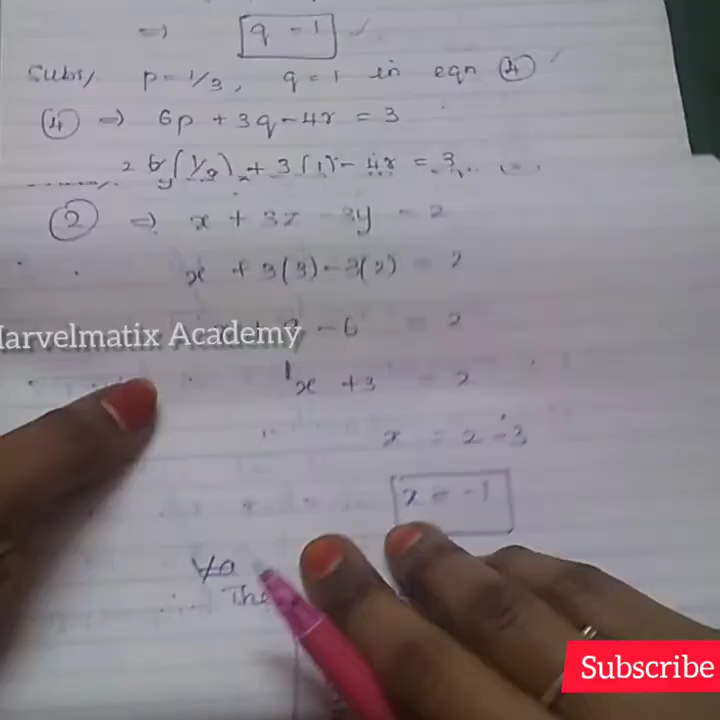 => q = 1
Subs/ p = 1/3, q = 1 in eqn (4)
(4) => 6p + 3q - 4r = 3
2 6(1/3) + 3(1) - 4r = 3
(2) => x + 3z - 3y = 2
x + 3(3) - 3(2) = 2
- 6 = 2
Marvelmatix Academy
x + 3 = 2
x = 2 - 3
x = -1
∴ The
Subscribe